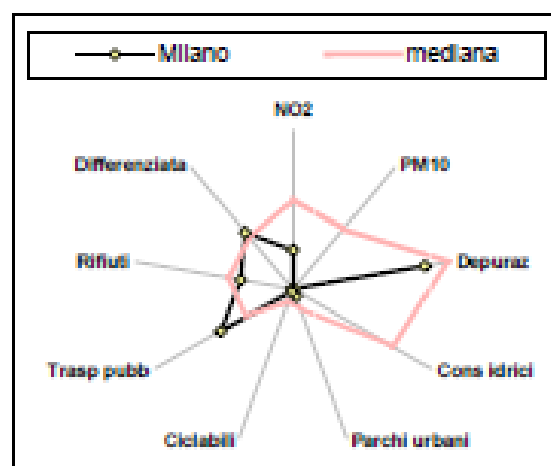 Milano mediana
NO2
Differenziata PM10
Rifiuti Depuraz
Trasp pubb Cons idrici
Ciclabili Parchi urbani